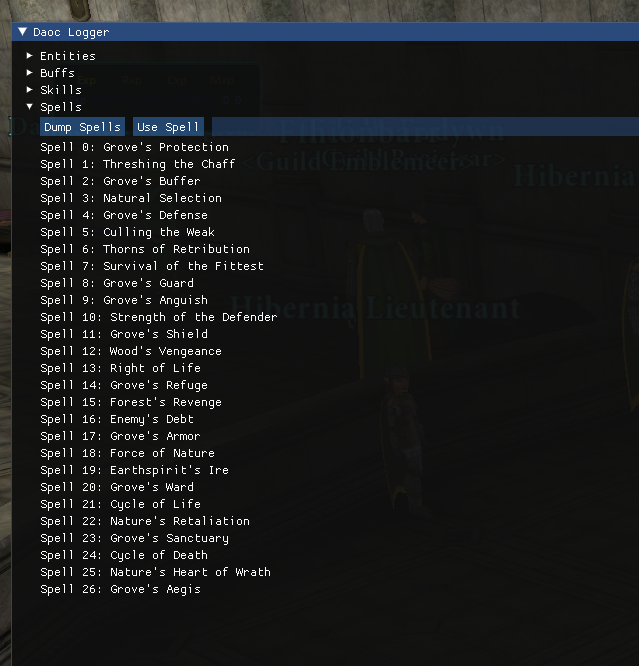 Daoc Logger
Entities
Buffs
Skills
Spells
Dump Spells Use Spell
Spell 0: Grove's Protection
Spell 1: Threshing the Chaff
Spell 2: Grove's Buffer
Spell 3: Natural Selection
Spell 4: Grove's Defense
Spell 5: Culling the Weak
Spell 6: Thorns of Retribution
Spell 7: Survival of the Fittest
Spell 8: Grove's Guard
Spell 9: Grove's Anguish
Spell 10: Strength of the Defender
Spell 11: Grove's Shield
Spell 12: Wood's Vengeance
Spell 13: Right of Life
Spell 14: Grove's Refuge
Spell 15: Forest's Revenge
Spell 16: Enemy's Debt
Spell 17: Grove's Armor
Spell 18: Force of Nature
Spell 19: Earthspirit's Ire
Spell 20: Grove's Ward
Spell 21: Cycle of Life
Spell 22: Nature's Retaliation
Spell 23: Grove's Sanctuary
Spell 24: Cycle of Death
Spell 25: Nature's Heart of Wrath
Spell 26: Grove's Aegis
Hibernia
Hibernia Lieutenant